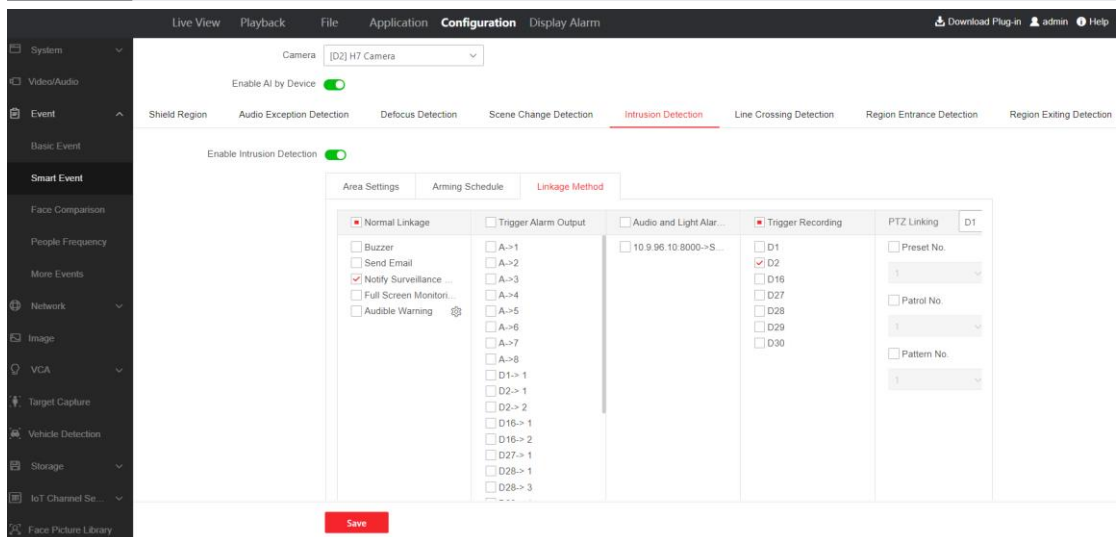 Live View Playback File Application Configuration Display Alarm Download Plug-in admin Help
System
Video/Audio
Event
Basic Event
Smart Event
Face Comparison
People Frequency
More Events
Network
Image
VCA
Target Capture
Vehicle Detection
Storage
IoT Channel Se...
Face Picture Library
Camera [D2] H7 Camera
Enable AI by Device
Shield Region Audio Exception Detection Defocus Detection Scene Change Detection Intrusion Detection Line Crossing Detection Region Entrance Detection Region Exiting Detection
Enable Intrusion Detection
Area Settings Arming Schedule Linkage Method
Normal Linkage
Buzzer
Send Email
Notify Surveillance ...
Full Screen Monitori...
Audible Warning
Trigger Alarm Output
A->1
A->2
A->3
A->4
A->5
A->6
A->7
A->8
D1-> 1
D2-> 1
D2-> 2
D16-> 1
D16-> 2
D27-> 1
D28-> 1
D28-> 3
Audio and Light Alar...
10.9.96.10:8000->S...
Trigger Recording
D1
D2
D16
D27
D28
D29
D30
PTZ Linking D1
Preset No.
1
Patrol No.
1
Pattern No.
1
Save